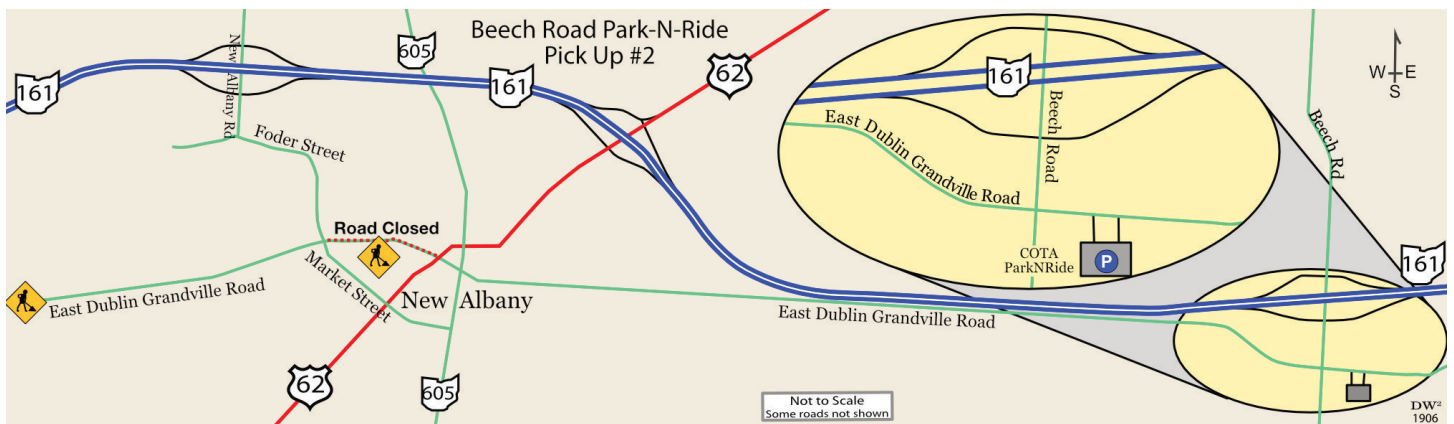 Beech Road Park-N-Ride
Pick Up #2
161
New Albany Rd
605
161
62
161
Beech Road
East Dublin Grandville Road
COTA
ParkNRide
P
W E
S
Beech Rd
161
Foder Street
Road Closed
Market Street
East Dublin Grandville Road
New Albany
East Dublin Grandville Road
62
605
Not to Scale
Some roads not shown
DW²
1906